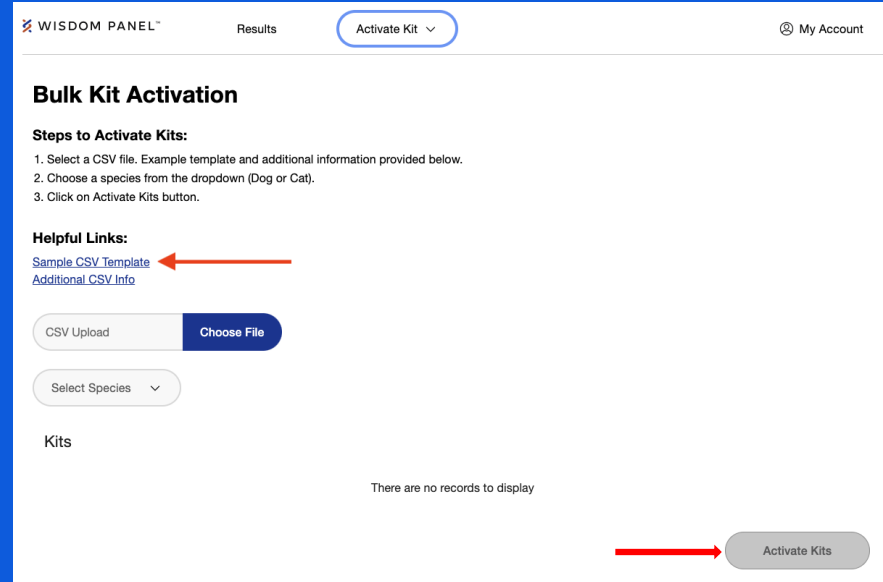 WISDOM PANEL™
Results
Activate Kit
My Account
Bulk Kit Activation
Steps to Activate Kits:
1. Select a CSV file. Example template and additional information provided below.
2. Choose a species from the dropdown (Dog or Cat).
3. Click on Activate Kits button.
Helpful Links:
Sample CSV Template
Additional CSV Info
CSV Upload
Choose File
Select Species
Kits
There are no records to display
Activate Kits